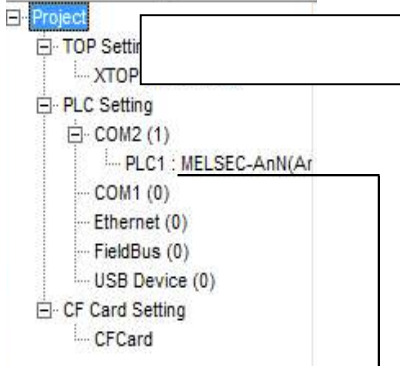 Project
TOP Settin
XTOP
PLC Setting
COM2 (1)
PLC1 : MELSEC-AnN(Ar
COM1 (0)
Ethernet (0)
FieldBus (0)
USB Device (0)
CF Card Setting
CFCard